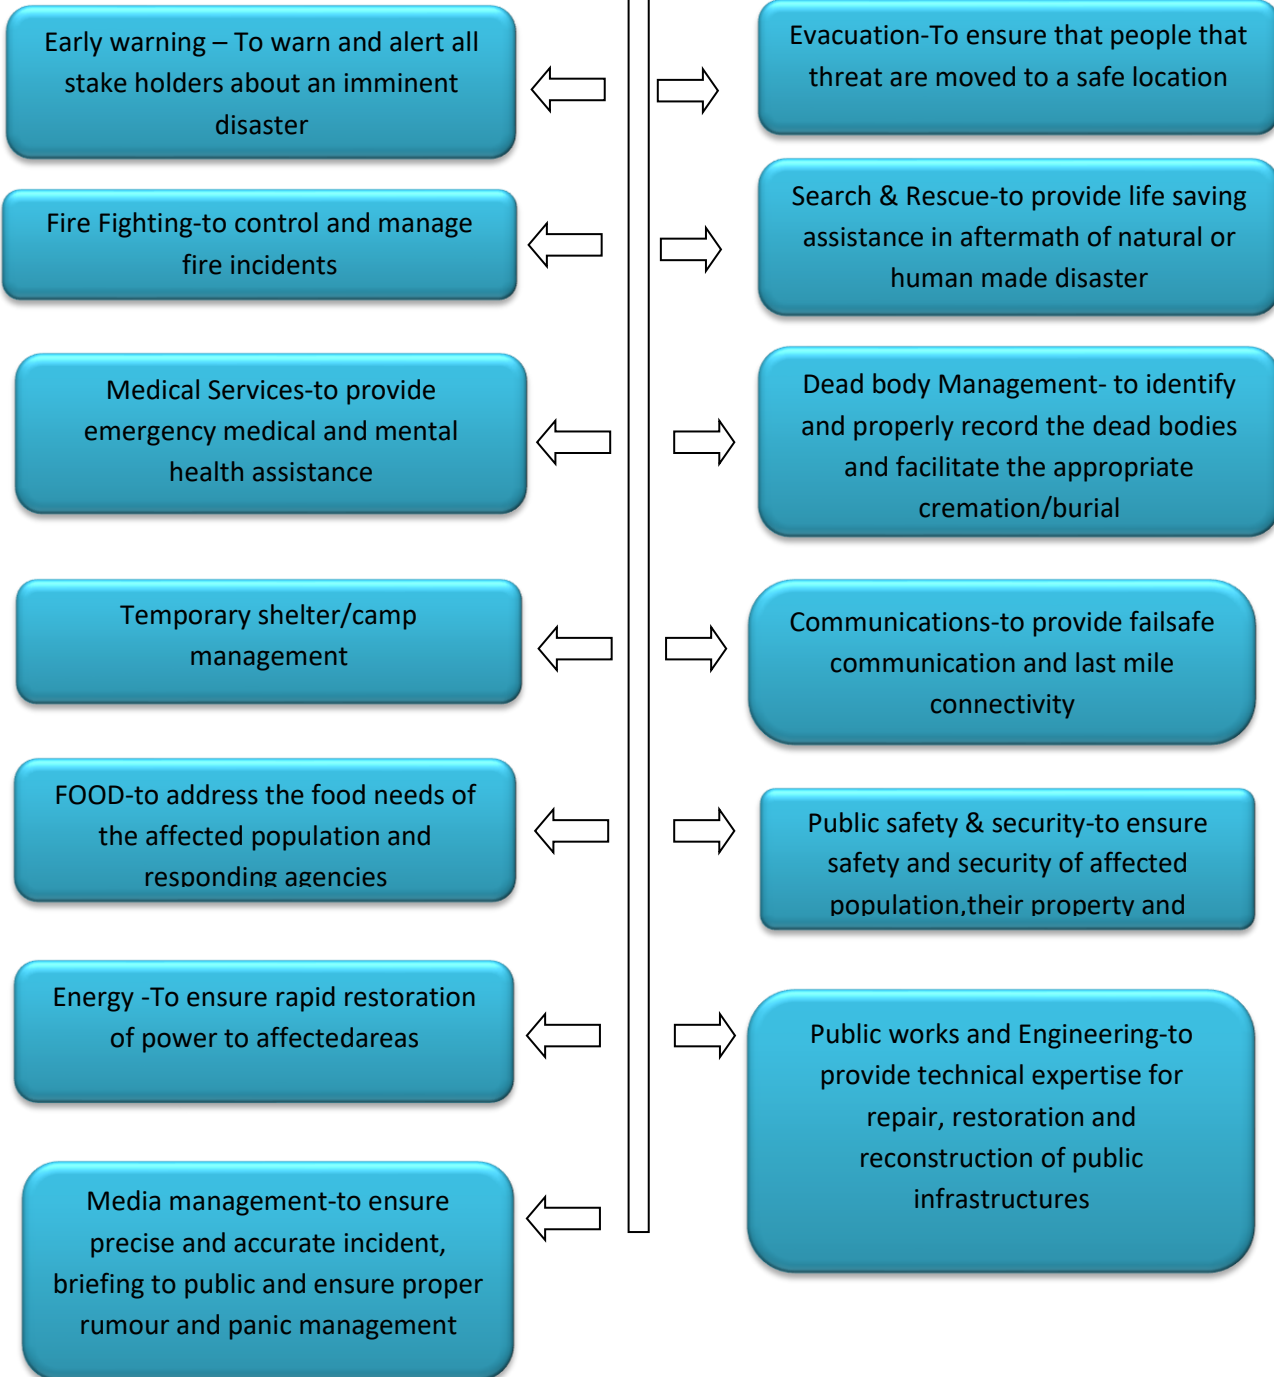 Early warning – To warn and alert all
stake holders about an imminent
disaster
Evacuation-To ensure that people that
threat are moved to a safe location
Fire Fighting-to control and manage
fire incidents
Search & Rescue-to provide life saving
assistance in aftermath of natural or
human made disaster
Medical Services-to provide
emergency medical and mental
health assistance
Dead body Management- to identify
and properly record the dead bodies
and facilitate the appropriate
cremation/burial
Temporary shelter/camp
management
Communications-to provide failsafe
communication and last mile
connectivity
FOOD-to address the food needs of
the affected population and
responding agencies
Public safety & security-to ensure
safety and security of affected
population,their property and
Energy -To ensure rapid restoration
of power to affectedareas
Public works and Engineering-to
provide technical expertise for
repair, restoration and
reconstruction of public
infrastructures
Media management-to ensure
precise and accurate incident,
briefing to public and ensure proper
rumour and panic management